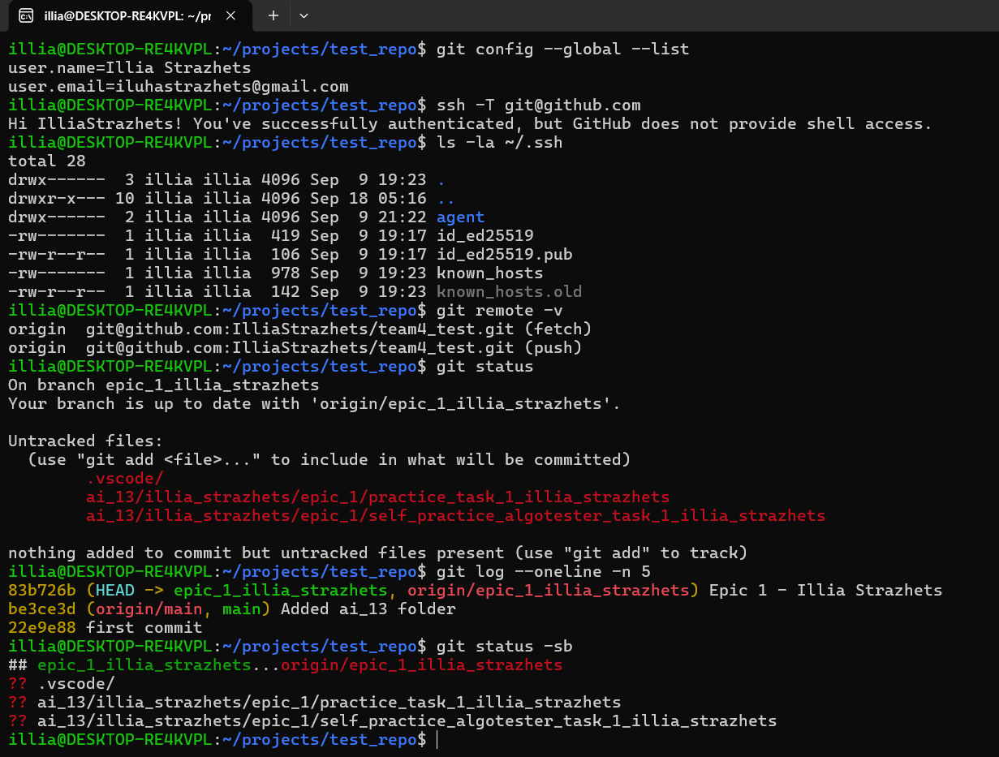 illia@DESKTOP-RE4KVPL: ~/pr
illia@DESKTOP-RE4KVPL:~/projects/test_repo$ git config --global --list
user.name=Illia Strazhets
user.email=iluhastrazhets@gmail.com
illia@DESKTOP-RE4KVPL:~/projects/test_repo$ ssh -T git@github.com
Hi IlliaStrazhets! You've successfully authenticated, but GitHub does not provide shell access.
illia@DESKTOP-RE4KVPL:~/projects/test_repo$ ls -la ~/.ssh
total 28
drwx------  3 illia illia 4096 Sep  9 19:23 .
drwxr-x--- 10 illia illia 4096 Sep 18 05:16 ..
drwx------  2 illia illia 4096 Sep  9 21:22 agent
-rw-------  1 illia illia  419 Sep  9 19:17 id_ed25519
-rw-r--r--  1 illia illia  106 Sep  9 19:17 id_ed25519.pub
-rw-------  1 illia illia  978 Sep  9 19:23 known_hosts
-rw-r--r--  1 illia illia  142 Sep  9 19:23 known_hosts.old
illia@DESKTOP-RE4KVPL:~/projects/test_repo$ git remote -v
origin  git@github.com:IlliaStrazhets/team4_test.git (fetch)
origin  git@github.com:IlliaStrazhets/team4_test.git (push)
illia@DESKTOP-RE4KVPL:~/projects/test_repo$ git status
On branch epic_1_illia_strazhets
Your branch is up to date with 'origin/epic_1_illia_strazhets'.
Untracked files:
  (use "git add <file>..." to include in what will be committed)
        .vscode/
        ai_13/illia_strazhets/epic_1/practice_task_1_illia_strazhets
        ai_13/illia_strazhets/epic_1/self_practice_algotester_task_1_illia_strazhets
nothing added to commit but untracked files present (use "git add" to track)
illia@DESKTOP-RE4KVPL:~/projects/test_repo$ git log --oneline -n 5
83b726b (HEAD -> epic_1_illia_strazhets, origin/epic_1_illia_strazhets) Epic 1 - Illia Strazhets
be3ce3d (origin/main, main) Added ai_13 folder
22e9e88 first commit
illia@DESKTOP-RE4KVPL:~/projects/test_repo$ git status -sb
## epic_1_illia_strazhets...origin/epic_1_illia_strazhets
?? .vscode/
?? ai_13/illia_strazhets/epic_1/practice_task_1_illia_strazhets
?? ai_13/illia_strazhets/epic_1/self_practice_algotester_task_1_illia_strazhets
illia@DESKTOP-RE4KVPL:~/projects/test_repo$